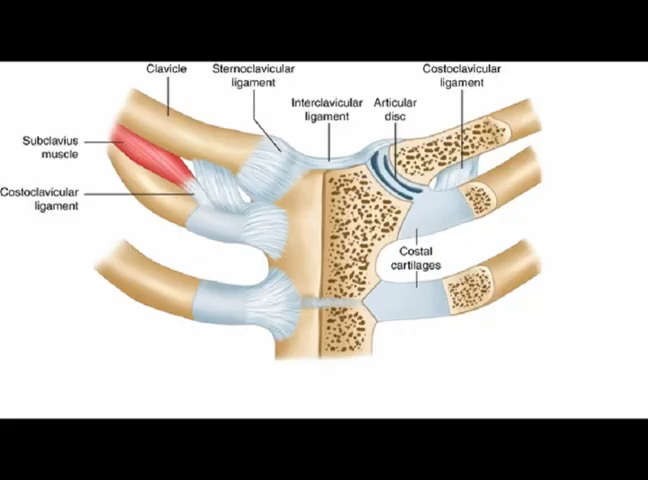 Clavicle
Sternoclavicular
ligament
Costoclavicular
ligament
Interclavicular
ligament
Articular
disc
Subclavius
muscle
Costoclavicular
ligament
Costal
cartilages